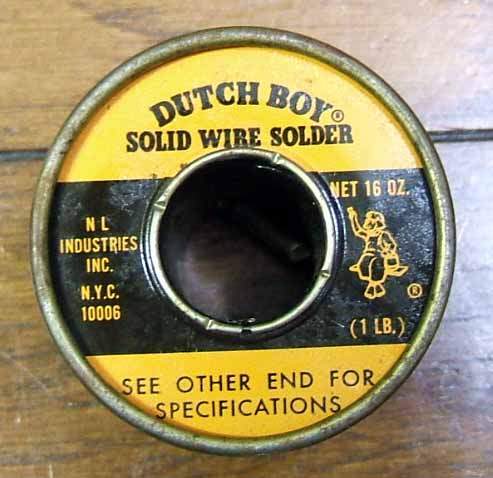 DUTCH BOY®
SOLID WIRE SOLDER
NET 16 OZ.
N L
INDUSTRIES
INC.
N.Y.C.
10006
®
(1 LB.)
SEE OTHER END FOR
SPECIFICATIONS